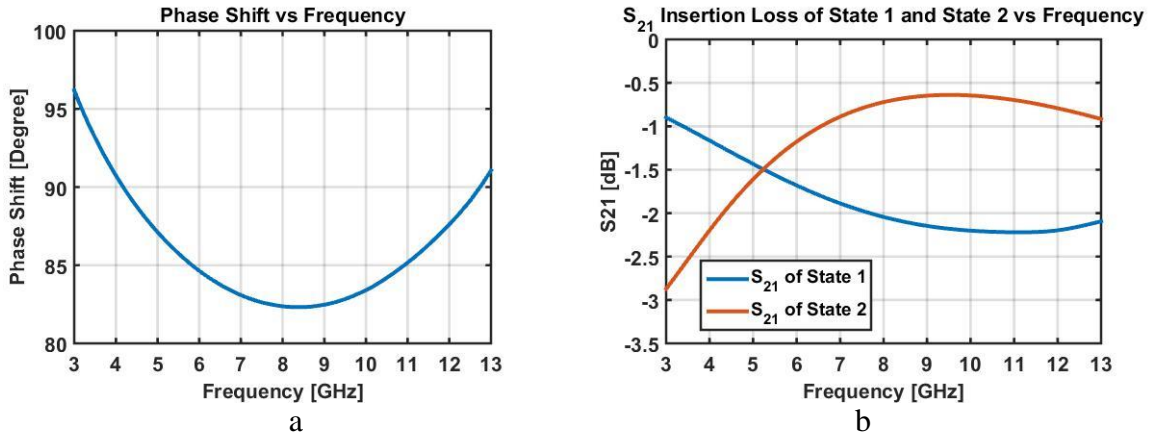 Phase Shift vs Frequency
Phase Shift [Degree]
100
95
90
85
80
3 4 5 6 7 8 9 10 11 12 13
Frequency [GHz]
a
S21 Insertion Loss of State 1 and State 2 vs Frequency
S21 [dB]
0
-0.5
-1
-1.5
-2
-2.5
-3
-3.5
S21 of State 1
S21 of State 2
3 4 5 6 7 8 9 10 11 12 13
Frequency [GHz]
b